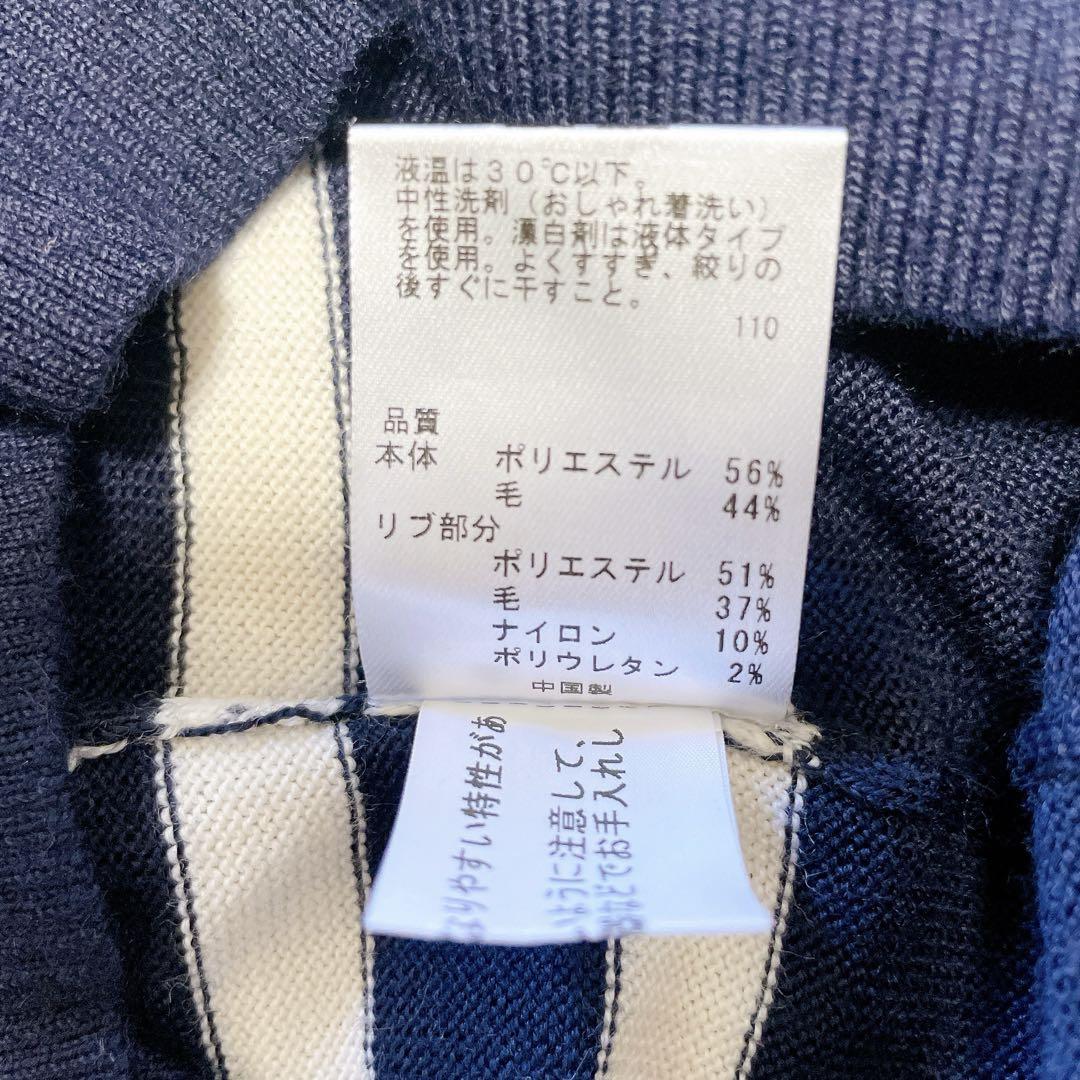 液温は30℃以下。
中性洗剤（おしゃれ着洗い）
を使用。漂白剤は液体タイプ
を使用。よくすすぎ、絞りの
後すぐに干すこと。
110
品質
本体 ポリエステル 56%
毛 44%
リブ部分
ポリエステル 51%
毛 37%
ナイロン 10%
ポリウレタン 2%
中国製
りやすい特性があ
ように注意して、
などでお手入れし